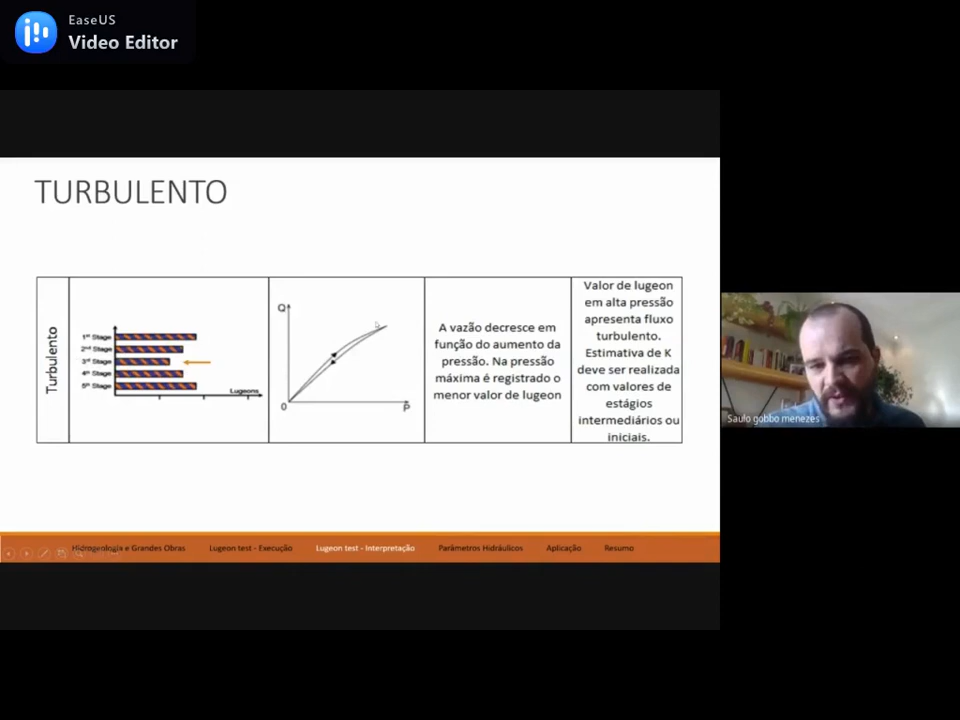 EaseUS
Video Editor
TURBULENTO
Turbulento
1st Stage
2nd Stage
3rd Stage
4th Stage
5th Stage
Lugeons
Q
0
P
A vazão decresce em
função do aumento da
pressão. Na pressão
máxima é registrado o
menor valor de lugeon
Valor de lugeon
em alta pressão
apresenta fluxo
turbulento.
Estimativa de K
deve ser realizada
com valores de
estágios
intermediários ou
iniciais.
Saulo gobbo menezes
Hidrogeologia e Grandes Obras Lugeon test - Execução Lugeon test - Interpretação Parâmetros Hidráulicos Aplicação Resumo